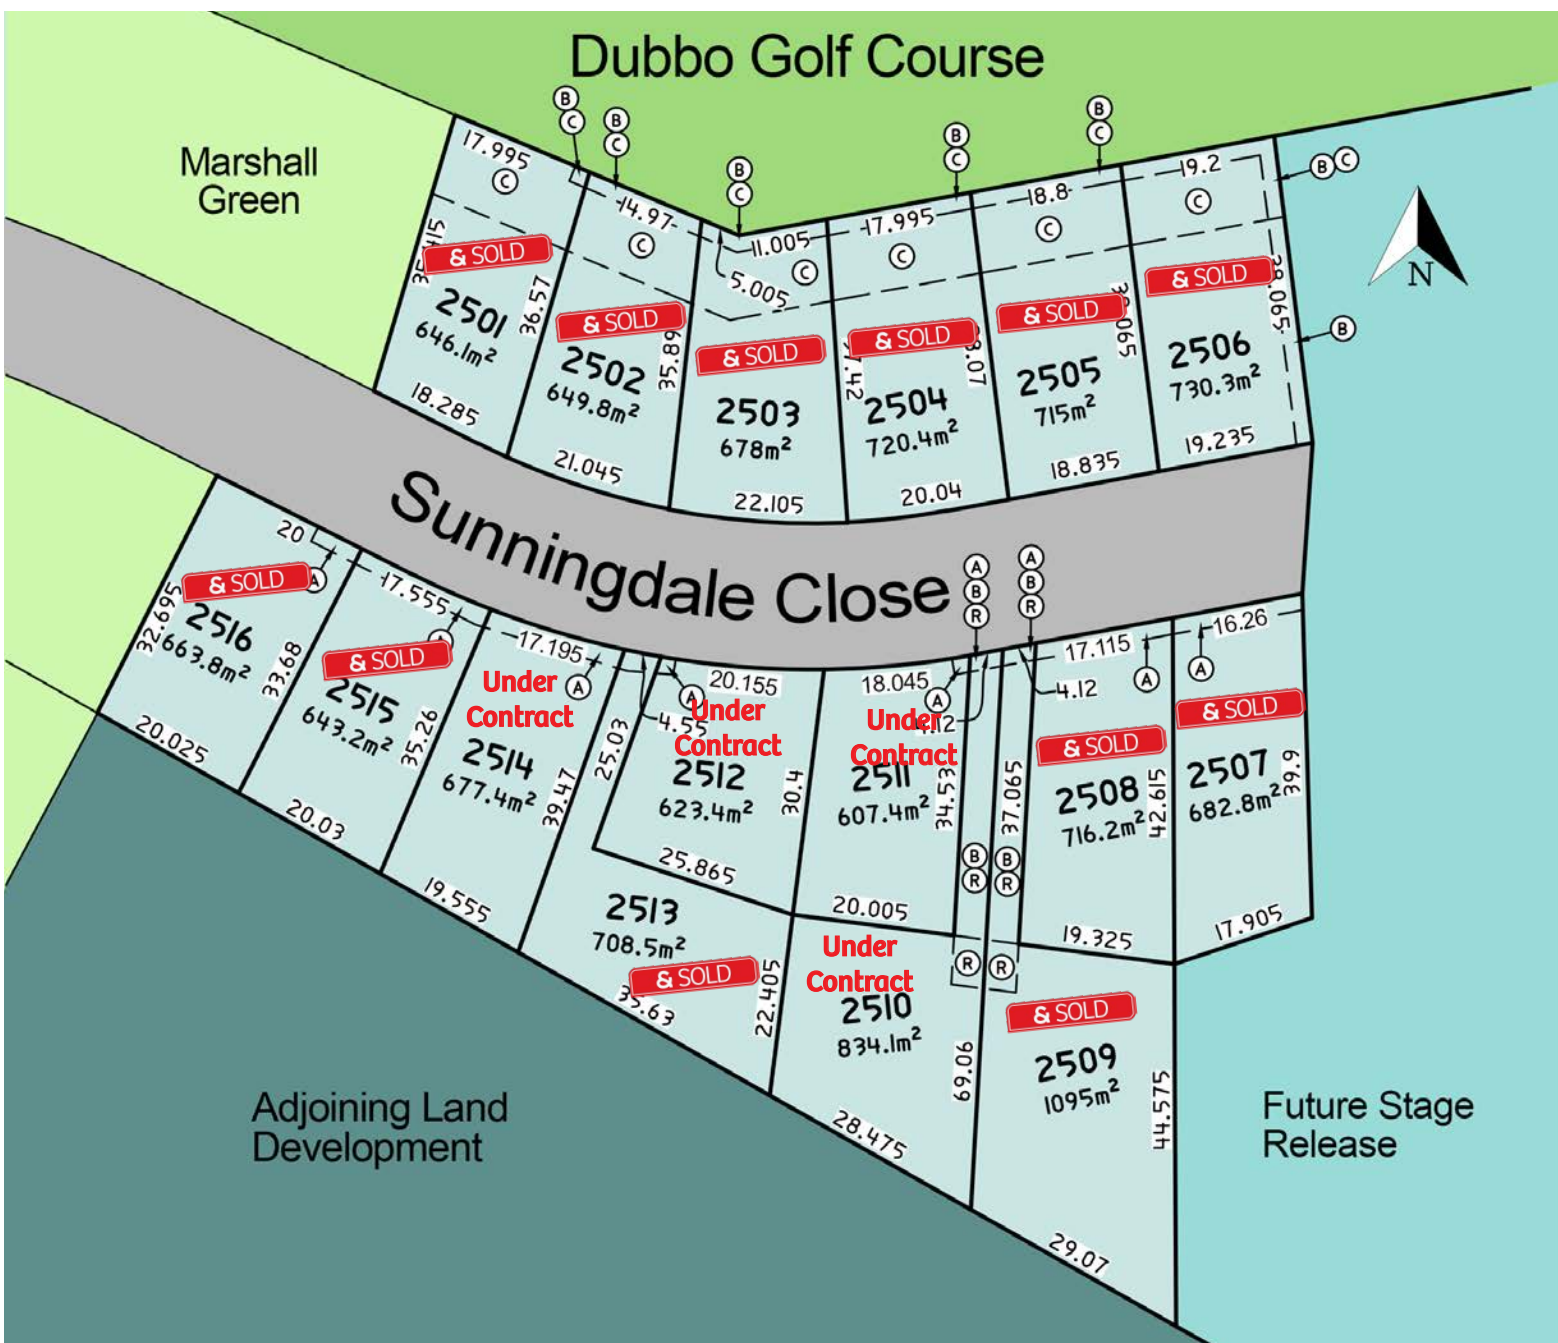 Dubbo Golf Course
Marshall
Green
B
C
B
C
B
C
B
C
B
C
B C
B
N
17.995
C
14.97
C
11.005
5.005
C
17.995
C
18.8
C
19.2
C
& SOLD
2501
646.1m²
36.57
18.285
& SOLD
2502
649.8m²
35.89
21.045
& SOLD
2503
678m²
22.105
& SOLD
2504
720.4m²
20.04
& SOLD
2505
715m²
18.835
& SOLD
2506
730.3m²
38.065
19.235
Sunningdale Close
A
B
R
A
B
R
20
A
& SOLD
2516
663.8m²
32.695
33.68
20.025
17.555
& SOLD
2515
643.2m²
35.26
20.03
17.195
A
Under
Contract
2514
677.4m²
39.47
19.555
20.155
A
4.55
Under
Contract
2512
623.4m²
25.03
30.4
25.865
18.045
A
4.12
Under
Contract
2511
607.4m²
34.53
20.005
37.065
B
R
B
R
17.115
A
4.12
& SOLD
2508
716.2m²
42.615
19.325
16.26
A
& SOLD
2507
682.8m²
39.9
17.905
2513
708.5m²
& SOLD
35.63
22.405
Under
Contract
2510
834.1m²
R
R
69.06
28.475
& SOLD
2509
1095m²
44.575
29.07
Adjoining Land
Development
Future Stage
Release